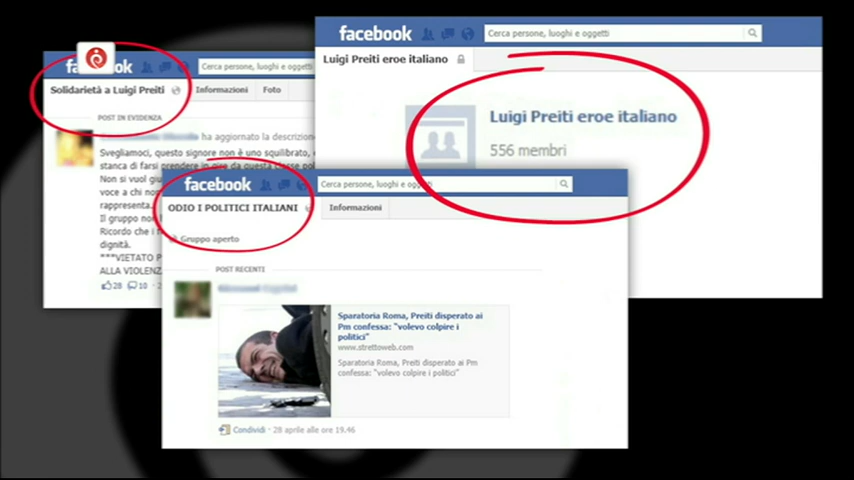 facebook
Cerca persone, luoghi e oggetti
Luigi Preiti eroe italiano
Luigi Preiti eroe italiano
556 membri
Cerca persone, luoghi
Solidarietà a Luigi Preiti
Informazioni
Foto
POST IN EVIDENZA
ha aggiornato la descrizione
Svegliamoci, questo signore non è uno squilibrato,
stanca di farsi prendere in giro da questa classe
Non si vuol
voce a chi
rappresenta.
Il gruppo
Ricordo che i
dignità.
***VIETATO
ALLA VIOLENZ
28
10
facebook
Cerca persone, luoghi e oggetti
ODIO I POLITICI ITALIANI
Informazioni
Gruppo aperto
POST RECENTI
Sparatoria Roma, Preiti disperato ai
Pm confessa: "volevo colpire i
politici"
www.strettoweb.com
Sparatoria Roma, Preiti disperato ai Pm
confessa: "volevo colpire i politici"
Condividi · 28 aprile alle ore 19.46